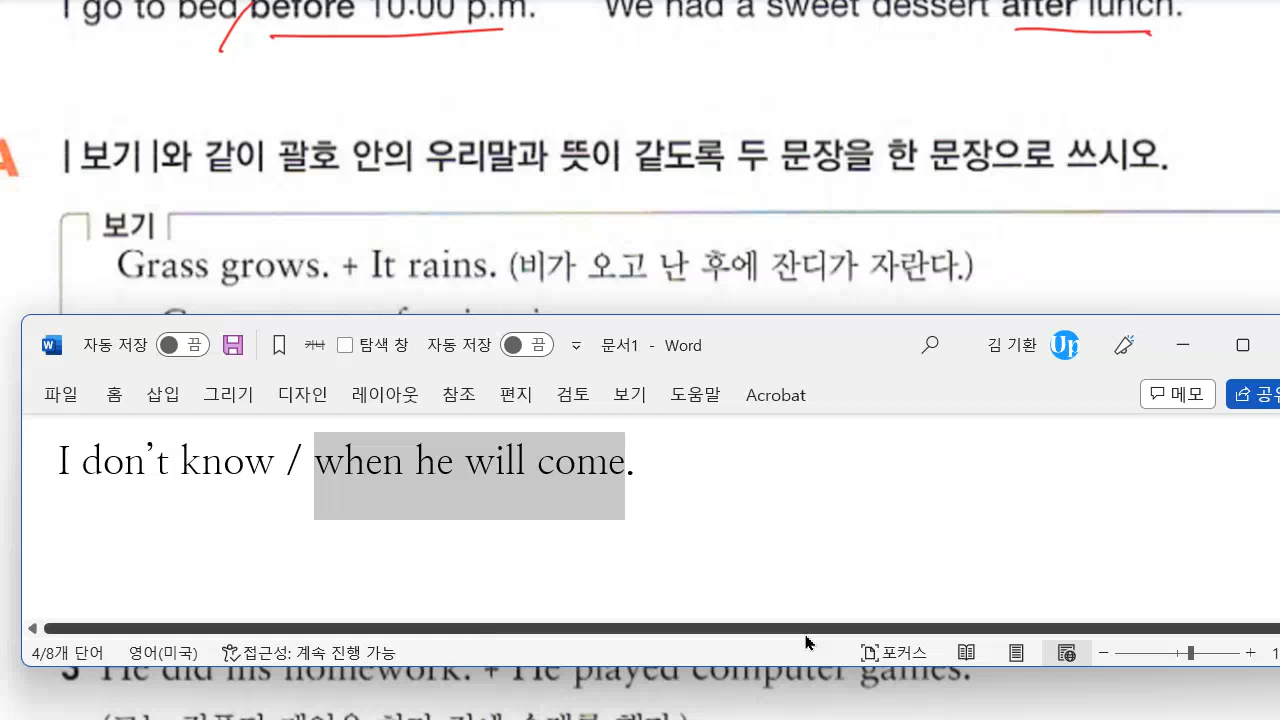 I go to bed before 10:00 p.m. We had a sweet dessert after lunch.
A |보기|와 같이 괄호 안의 우리말과 뜻이 같도록 두 문장을 한 문장으로 쓰시오.
보기
Grass grows. + It rains. (비가 오고 난 후에 잔디가 자란다.)
자동 저장 끔 가나 탐색 창 자동 저장 끔 문서1 - Word 김 기환 Up
파일 홈 삽입 그리기 디자인 레이아웃 참조 편지 검토 보기 도움말 Acrobat 메모 공유
I don't know / when he will come.
4/8개 단어 영어(미국) 접근성: 계속 진행 가능 포커스 1
3 He did his homework. + He played computer games.